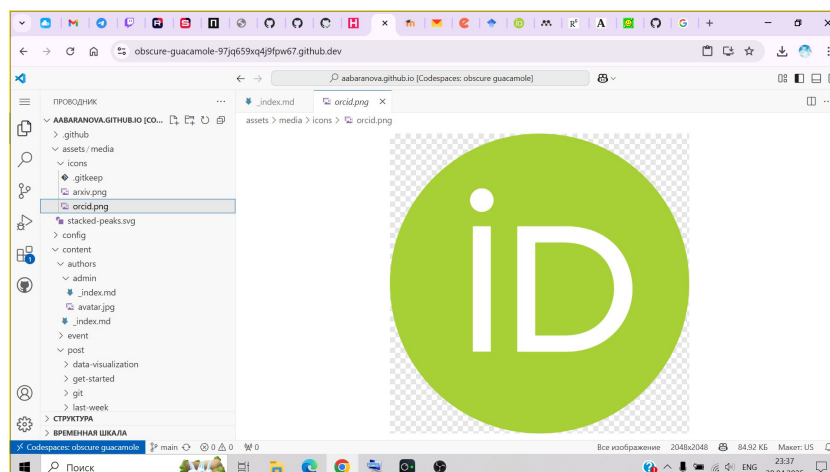 obscure-guacamole-97jq659xq4j9fpw67.github.dev
aabaranova.github.io [Codespaces: obscure guacamole]
ПРОВОДНИК
_index.md
orcid.png
AABARANOVA.GITHUB.IO [CO...
assets > media > icons > orcid.png
.github
assets / media
icons
.gitkeep
arxiv.png
orcid.png
stacked-peaks.svg
config
content
authors
admin
_index.md
avatar.jpg
_index.md
event
post
data-visualization
get-started
git
last-week
СТРУКТУРА
ВРЕМЕННАЯ ШКАЛА
iD
Codespaces: obscure guacamole main 0 0 0 Все изображение 2048x2048 84.92 КБ Макет: US
Поиск
ENG
23:37